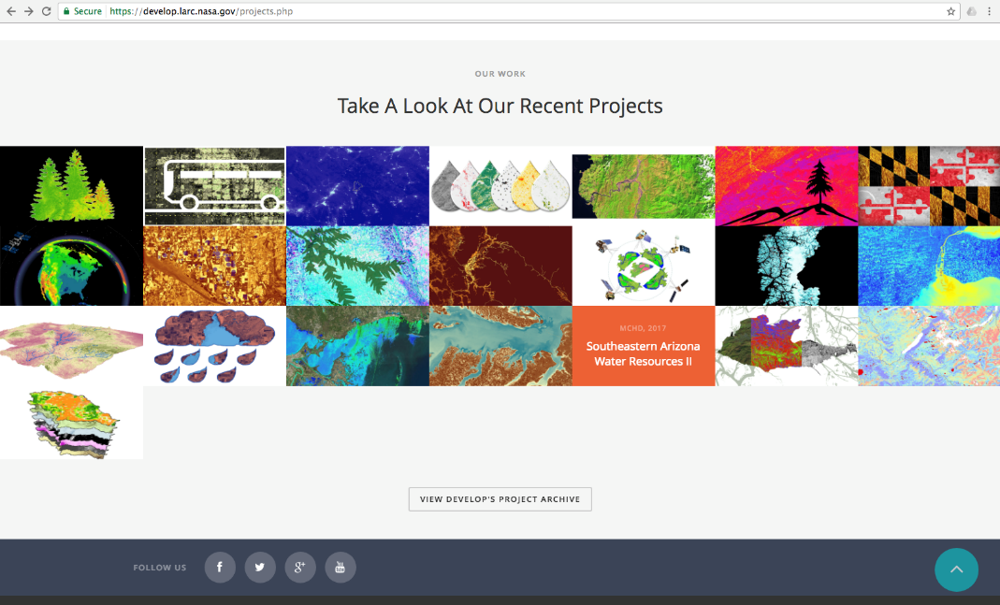 Secure https://develop.larc.nasa.gov/projects.php
OUR WORK
Take A Look At Our Recent Projects
MCHD, 2017
Southeastern Arizona
Water Resources II
VIEW DEVELOP'S PROJECT ARCHIVE
FOLLOW US
f
g+
You